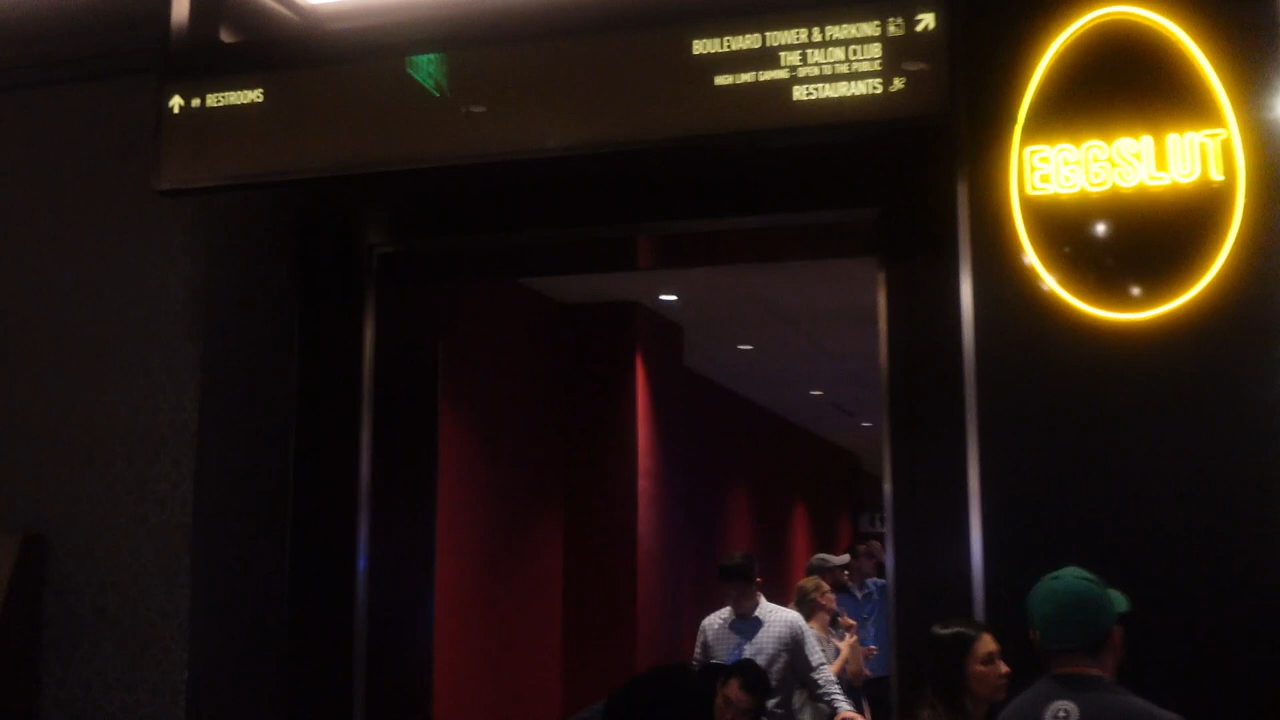 RESTROOMS
BOULEVARD TOWER & PARKING
THE TALON CLUB
HIGH LIMIT GAMING - OPEN TO THE PUBLIC
RESTAURANTS
EGGSLUT